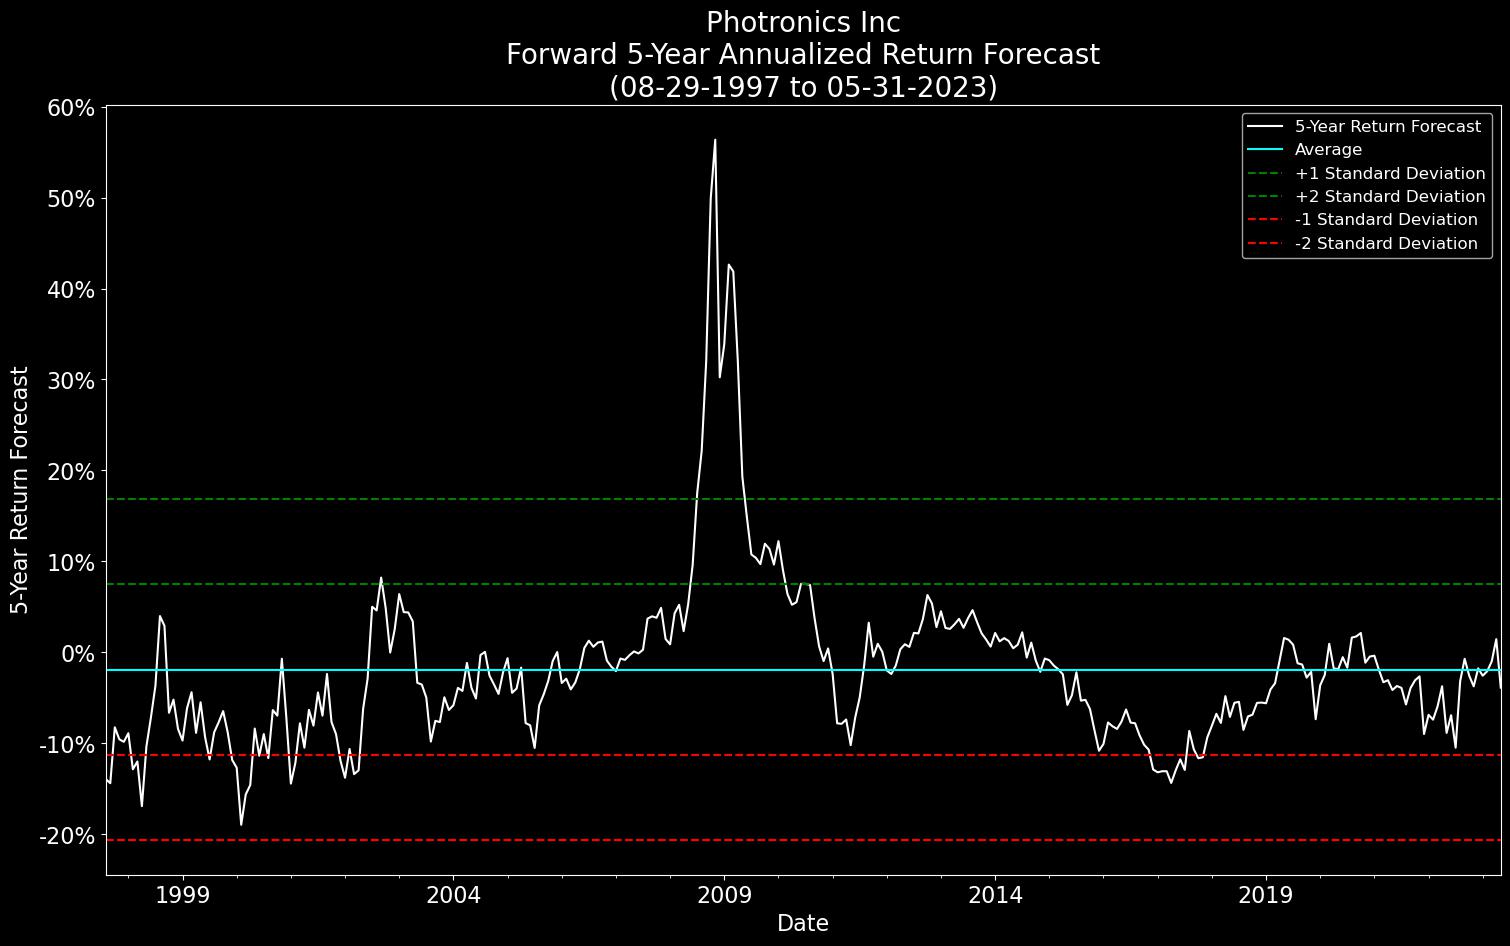 Photronics Inc
Forward 5-Year Annualized Return Forecast
(08-29-1997 to 05-31-2023)
60%
50%
40%
30%
20%
10%
0%
-10%
-20%
5-Year Return Forecast
5-Year Return Forecast
Average
+1 Standard Deviation
+2 Standard Deviation
-1 Standard Deviation
-2 Standard Deviation
1999
2004
2009
2014
2019
Date